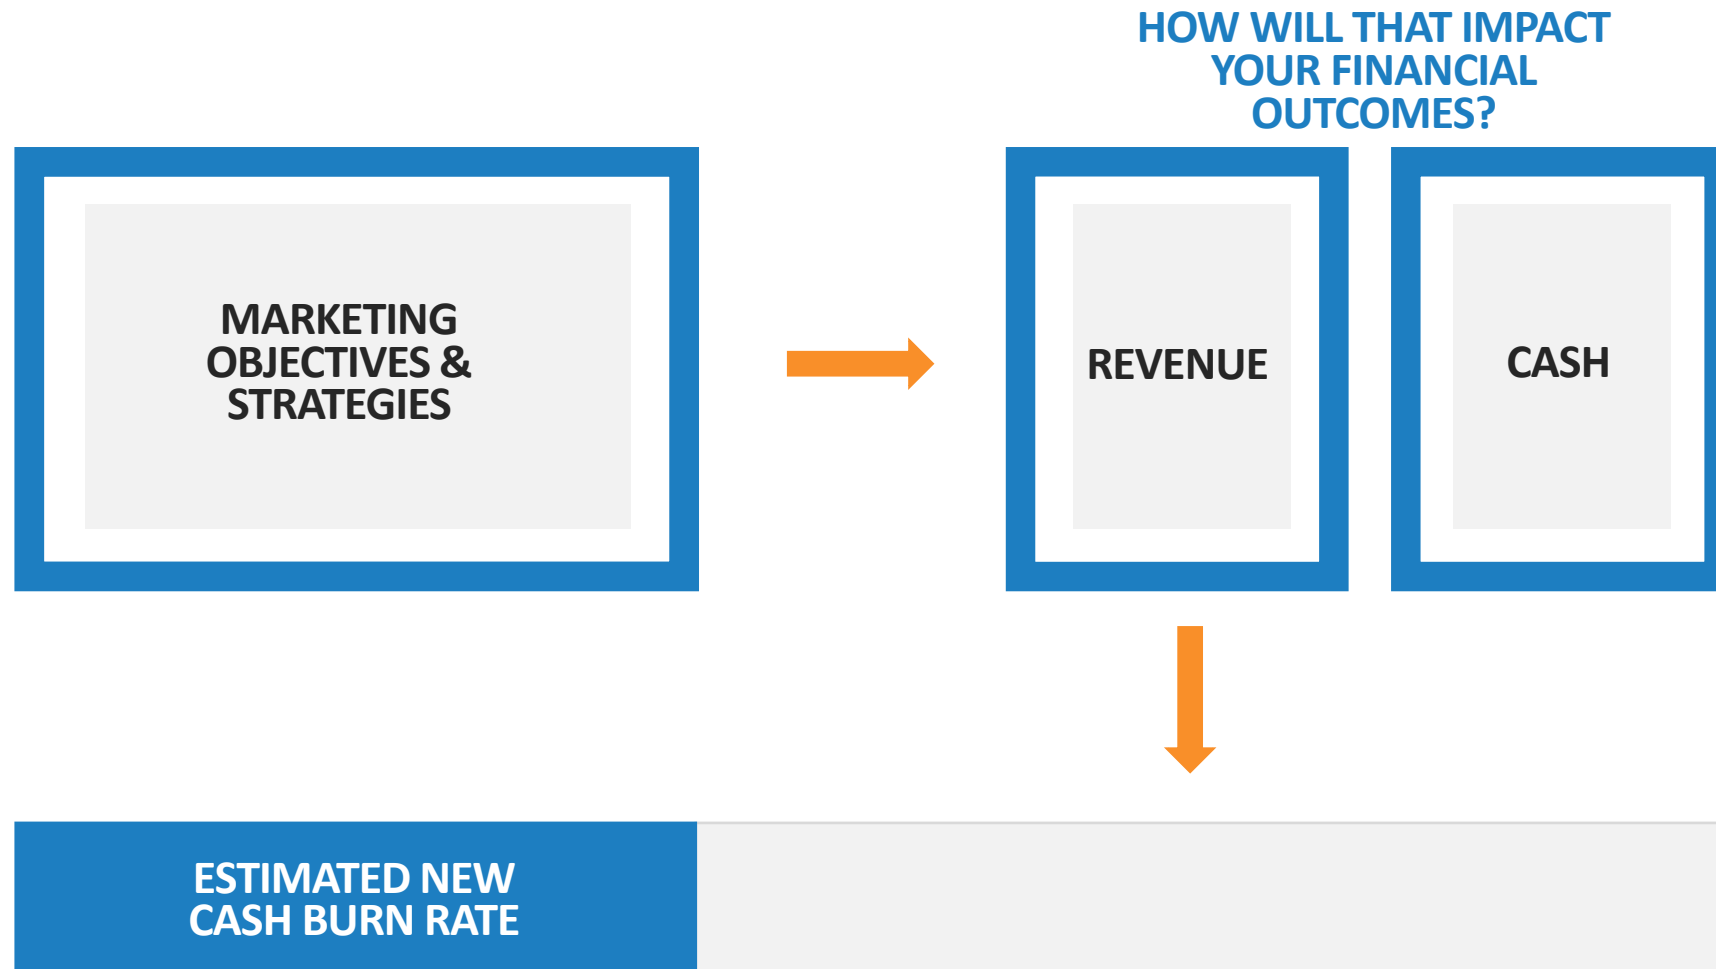 HOW WILL THAT IMPACT
YOUR FINANCIAL
OUTCOMES?
MARKETING
OBJECTIVES &
STRATEGIES
REVENUE
CASH
ESTIMATED NEW
CASH BURN RATE